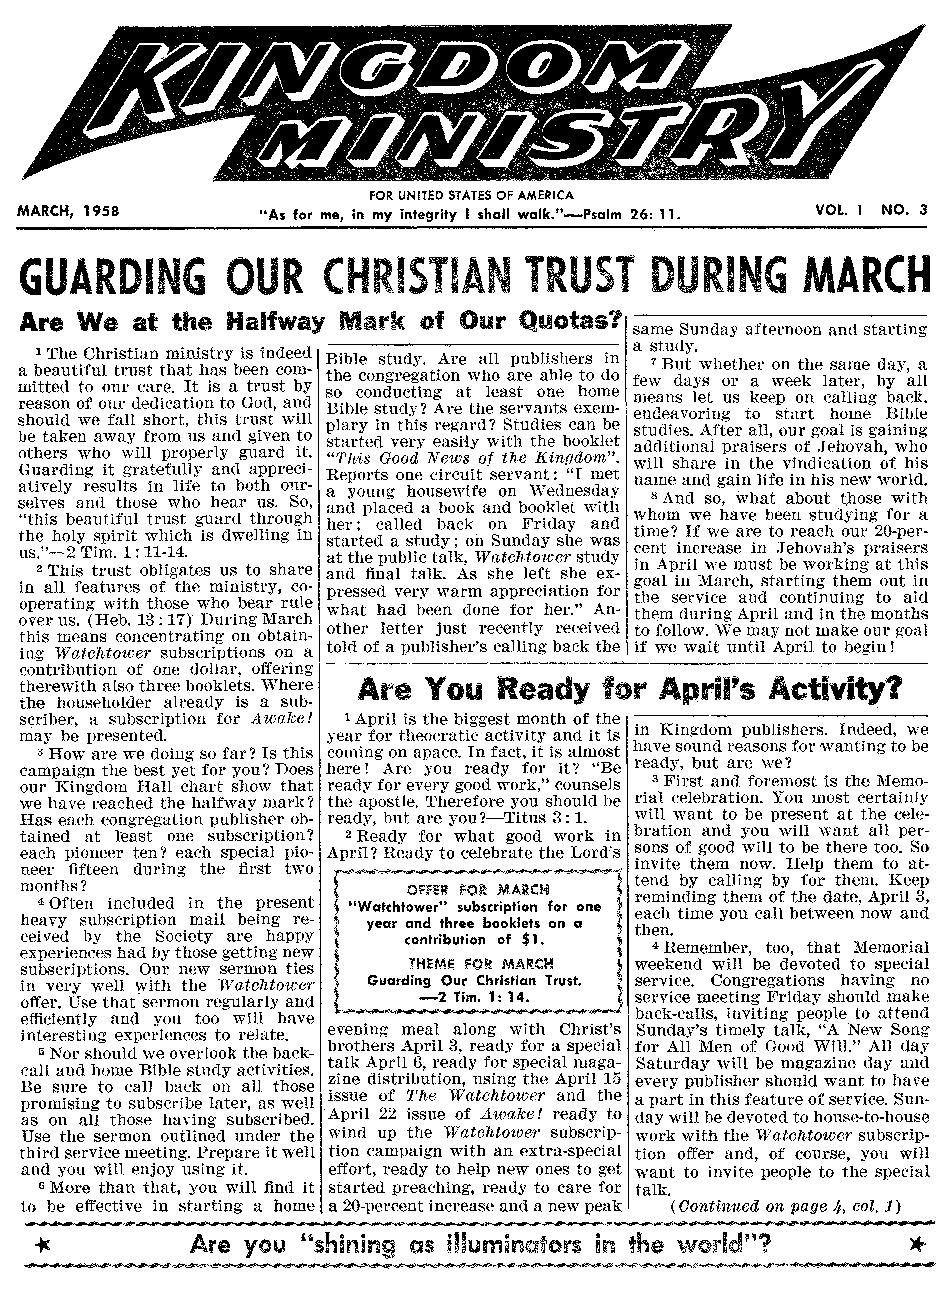 KINGDOM
MINISTRY
FOR UNITED STATES OF AMERICA
MARCH, 1958
"As for me, in my integrity I shall walk."—Psalm 26: 11.
VOL. 1 NO. 3
GUARDING OUR CHRISTIAN TRUST DURING MARCH
Are We at the Halfway Mark of Our Quotas?
1 The Christian ministry is indeed
a beautiful trust that has been com-
mitted to our care. It is a trust by
reason of our dedication to God, and
should we fall short, this trust will
be taken away from us and given to
others who will properly guard it.
Guarding it gratefully and appreci-
atively results in life to both our-
selves and those who hear us. So,
"this beautiful trust guard through
the holy spirit which is dwelling in
us."—2 Tim. 1: 11-14.
2 This trust obligates us to share
in all features of the ministry, co-
operating with those who bear rule
over us. (Heb. 13: 17) During March
this means concentrating on obtain-
ing Watchtower subscriptions on a
contribution of one dollar, offering
therewith also three booklets. Where
the householder already is a sub-
scriber, a subscription for Awake!
may be presented.
3 How are we doing so far? Is this
campaign the best yet for you? Does
our Kingdom Hall chart show that
we have reached the halfway mark?
Has each congregation publisher ob-
tained at least one subscription?
each pioneer ten? each special pio-
neer fifteen during the first two
months?
4 Often included in the present
heavy subscription mail being re-
ceived by the Society are happy
experiences had by those getting new
subscriptions. Our new sermon ties
in very well with the Watchtower
offer. Use that sermon regularly and
efficiently and you too will have
interesting experiences to relate.
5 Nor should we overlook the back-
call and home Bible study activities.
Be sure to call back on all those
promising to subscribe later, as well
as on all those having subscribed.
Use the sermon outlined under the
third service meeting. Prepare it well
and you will enjoy using it.
6 More than that, you will find it
to be effective in starting a home
Bible study. Are all publishers in
the congregation who are able to do
so conducting at least one home
Bible study? Are the servants exem-
plary in this regard? Studies can be
started very easily with the booklet
"This Good News of the Kingdom".
Reports one circuit servant: "I met
a young housewife on Wednesday
and placed a book and booklet with
her; called back on Friday and
started a study; on Sunday she was
at the public talk, Watchtower study
and final talk. As she left she ex-
pressed very warm appreciation for
what had been done for her." An-
other letter just recently received
told of a publisher's calling back the
same Sunday afternoon and starting
a study.
7 But whether on the same day, a
few days or a week later, by all
means let us keep on calling back,
endeavoring to start home Bible
studies. After all, our goal is gaining
additional praisers of Jehovah, who
will share in the vindication of his
name and gain life in his new world.
8 And so, what about those with
whom we have been studying for a
time? If we are to reach our 20-per-
cent increase in Jehovah's praisers
in April we must be working at this
goal in March, starting them out in
the service and continuing to aid
them during April and in the months
to follow. We may not make our goal
if we wait until April to begin!
Are You Ready for April's Activity?
1 April is the biggest month of the
year for theocratic activity and it is
coming on apace. In fact, it is almost
here! Are you ready for it? "Be
ready for every good work," counsels
the apostle. Therefore you should be
ready, but are you?—Titus 3: 1.
2 Ready for what good work in
April? Ready to celebrate the Lord's
OFFER FOR MARCH
"Watchtower" subscription for one
year and three booklets on a
contribution of $1.
THEME FOR MARCH
Guarding Our Christian Trust.
—2 Tim. 1: 14.
evening meal along with Christ's
brothers April 3, ready for a special
talk April 6, ready for special maga-
zine distribution, using the April 15
issue of The Watchtower and the
April 22 issue of Awake! ready to
wind up the Watchtower subscrip-
tion campaign with an extra-special
effort, ready to help new ones to get
started preaching, ready to care for
a 20-percent increase and a new peak
in Kingdom publishers. Indeed, we
have sound reasons for wanting to be
ready, but are we?
3 First and foremost is the Memo-
rial celebration. You most certainly
will want to be present at the cele-
bration and you will want all per-
sons of good will to be there too. So
invite them now. Help them to at-
tend by calling by for them. Keep
reminding them of the date, April 3,
each time you call between now and
then.
4 Remember, too, that Memorial
weekend will be devoted to special
service. Congregations having no
service meeting Friday should make
back-calls, inviting people to attend
Sunday's timely talk, "A New Song
for All Men of Good Will." All day
Saturday will be magazine day and
every publisher should want to have
a part in this feature of service. Sun-
day will be devoted to house-to-house
work with the Watchtower subscrip-
tion offer and, of course, you will
want to invite people to the special
talk.
(Continued on page 4, col. 1)
★ Are you "shining as illuminators in the world"? ★